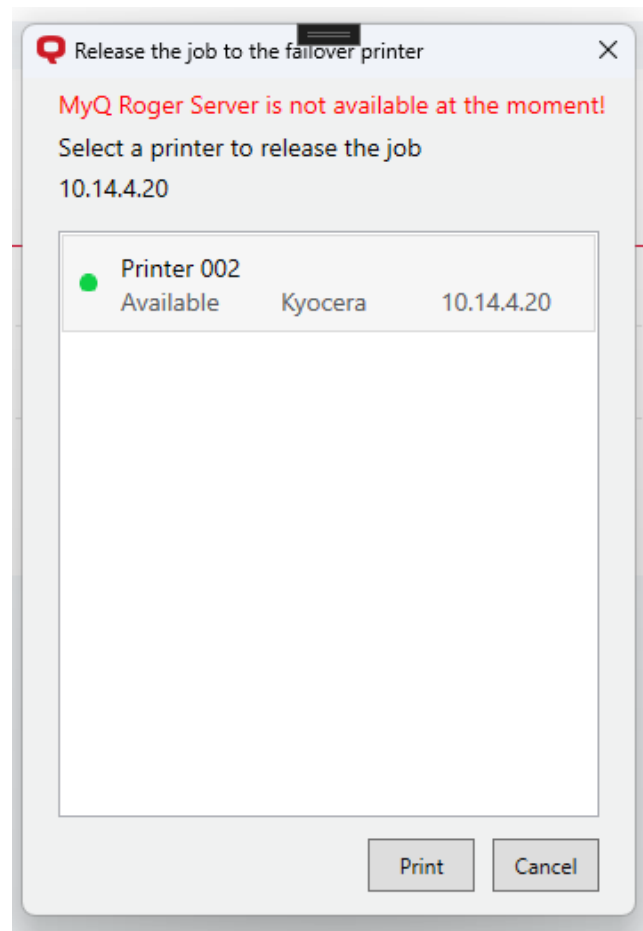 Release the job to the failover printer
MyQ Roger Server is not available at the moment!
Select a printer to release the job
10.14.4.20
Printer 002
Available Kyocera 10.14.4.20
Print Cancel